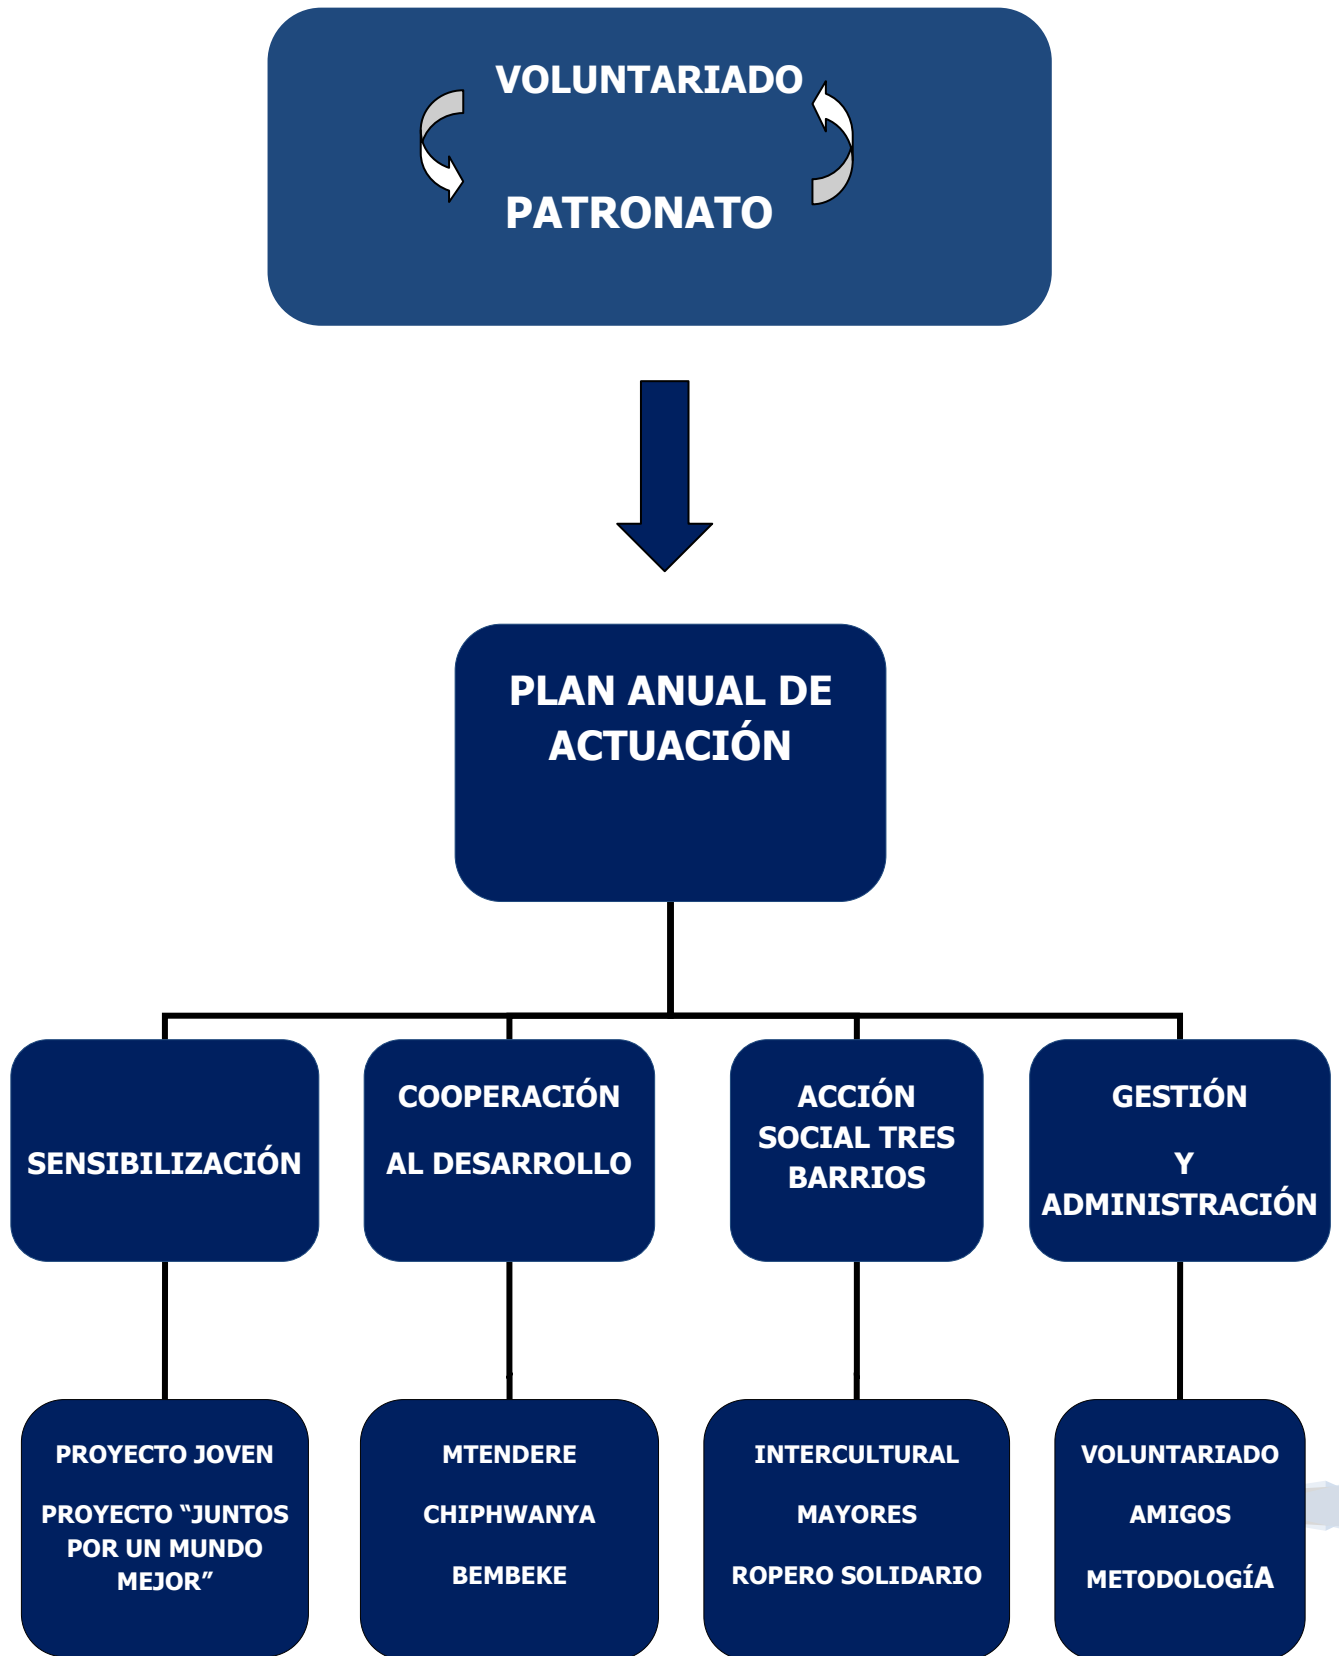 VOLUNTARIADO
PATRONATO
PLAN ANUAL DE
ACTUACIÓN
SENSIBILIZACIÓN
COOPERACIÓN
AL DESARROLLO
ACCIÓN
SOCIAL TRES
BARRIOS
GESTIÓN
Y
ADMINISTRACIÓN
PROYECTO JOVEN
PROYECTO “JUNTOS
POR UN MUNDO
MEJOR”
MTENDERE
CHIPHWANYA
BEMBEKE
INTERCULTURAL
MAYORES
ROPERO SOLIDARIO
VOLUNTARIADO
AMIGOS
METODOLOGÍA